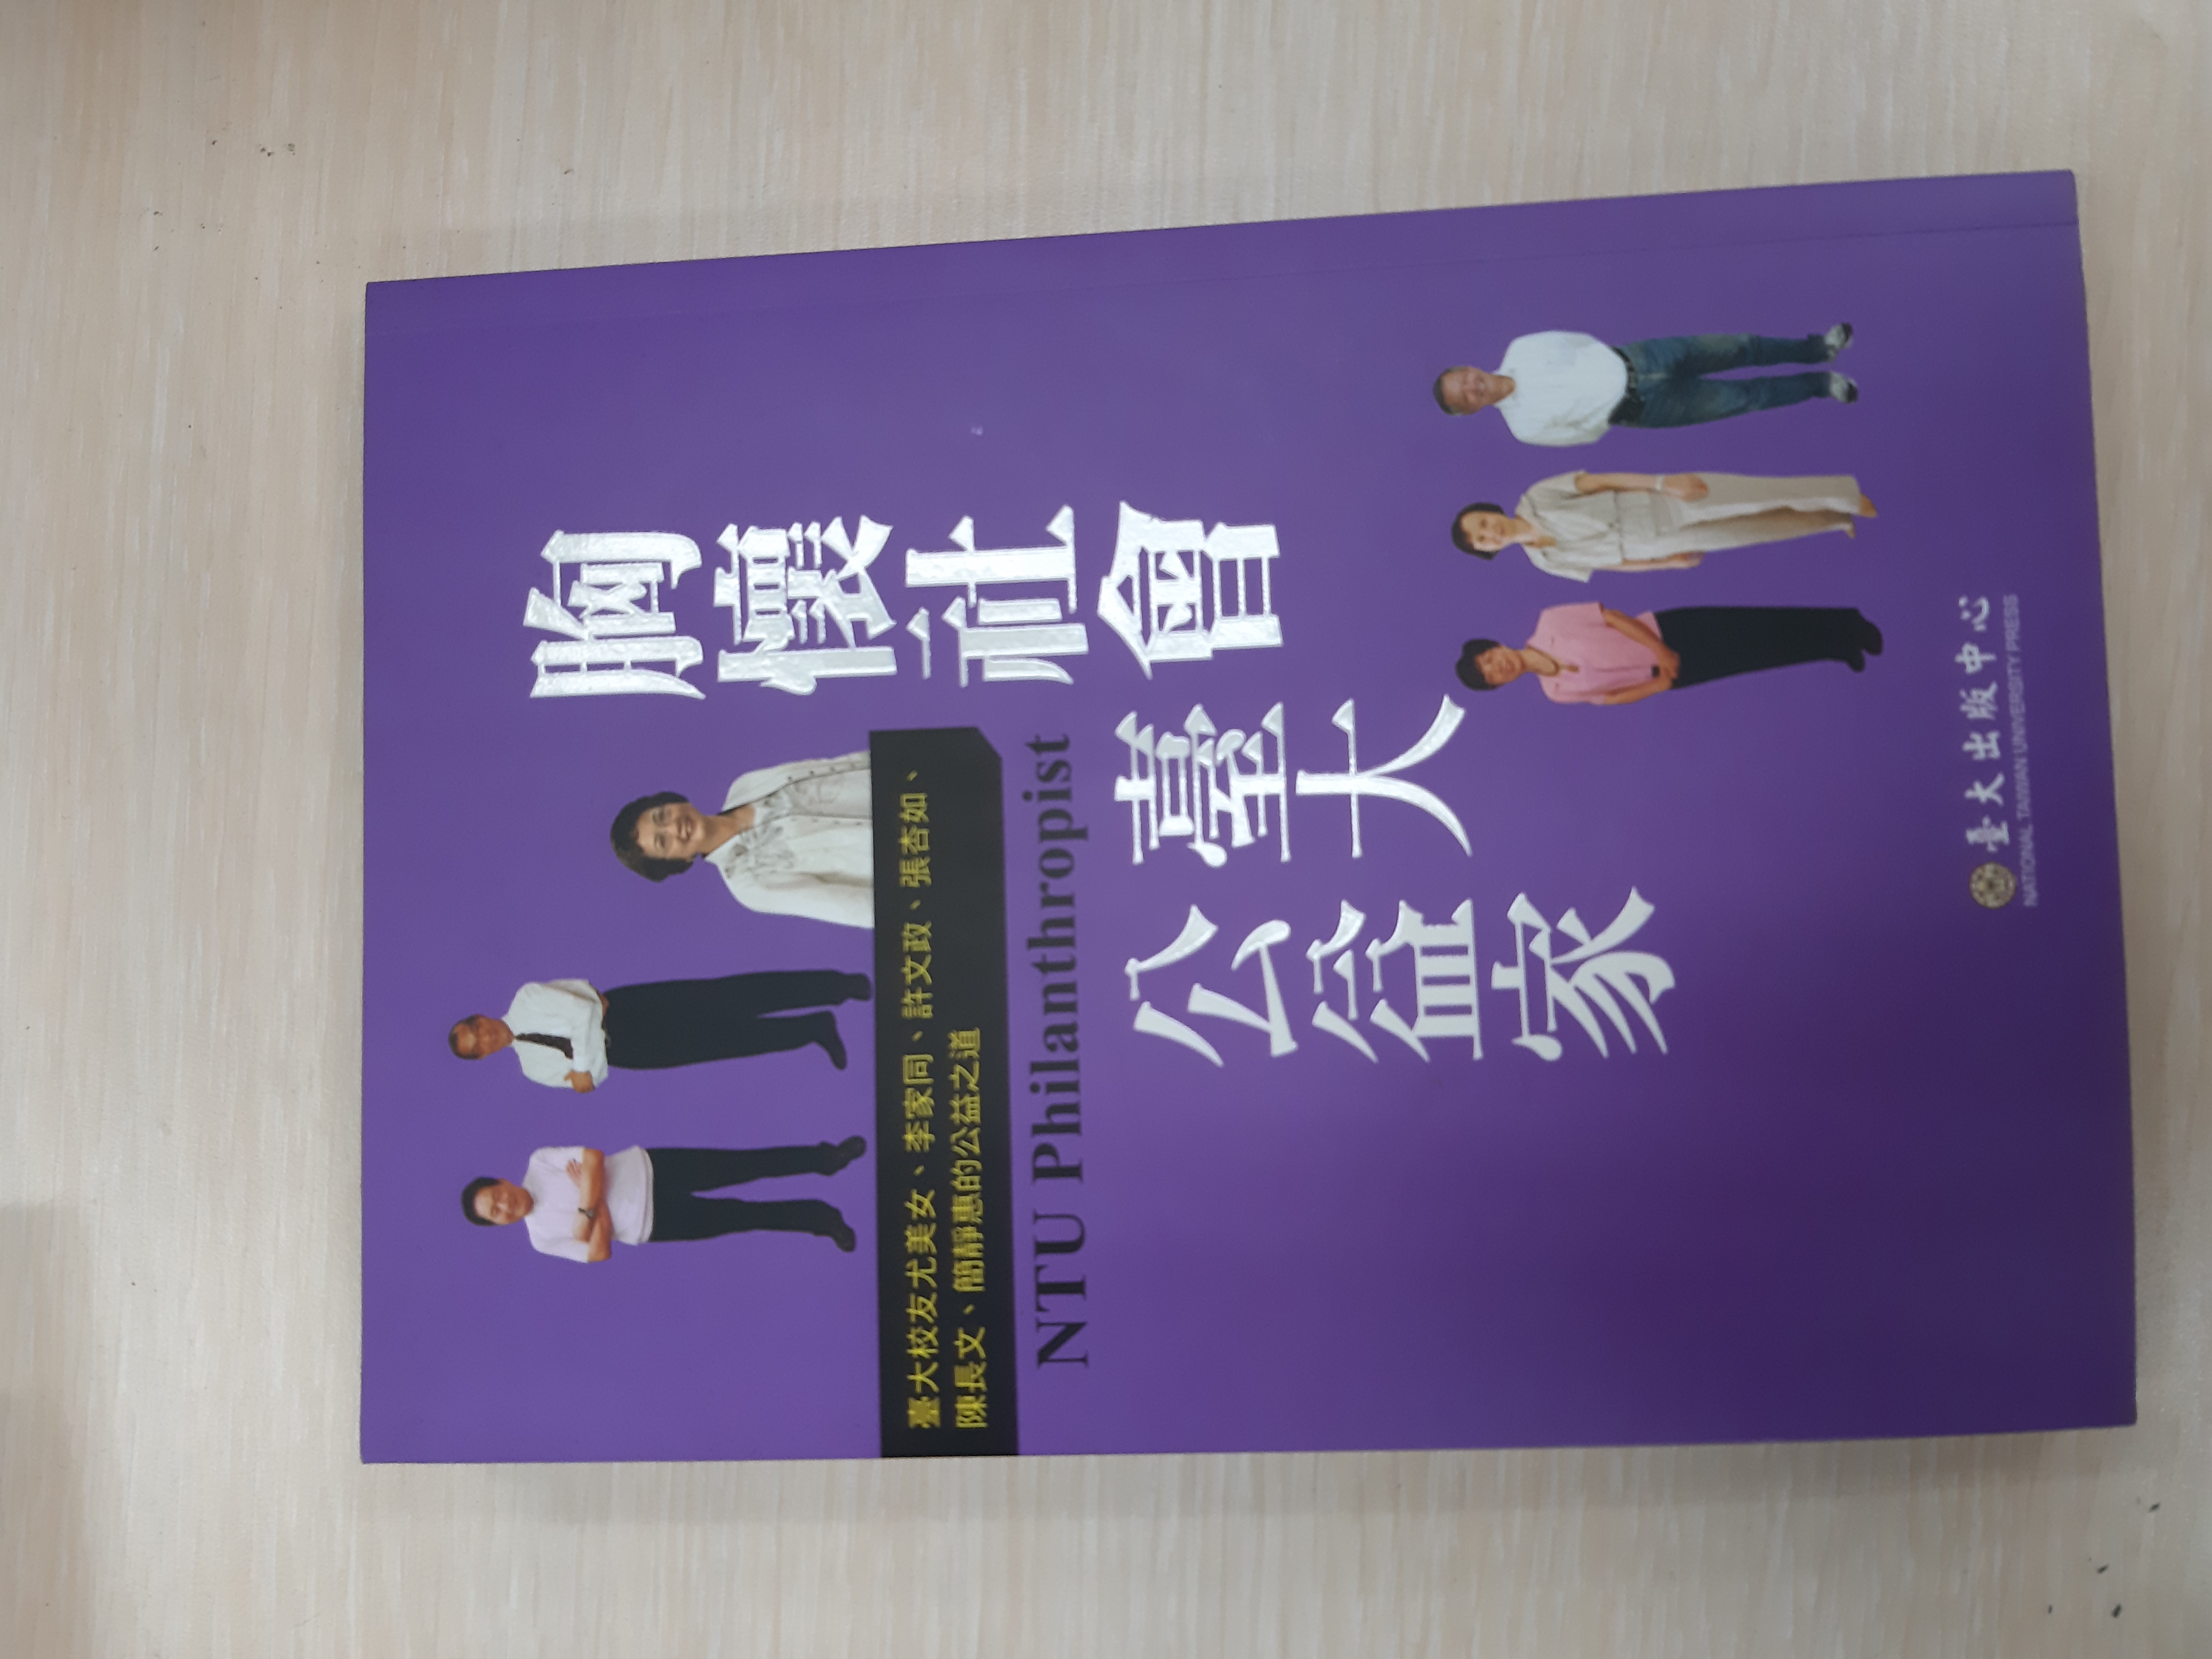 胸懷社會
臺大
公益家
臺大校友尤美女、李家同、許文政、張杏如、
陳長文、簡靜惠的公益之道
NTU Philanthropist
臺大出版中心
NATIONAL TAIWAN UNIVERSITY PRESS